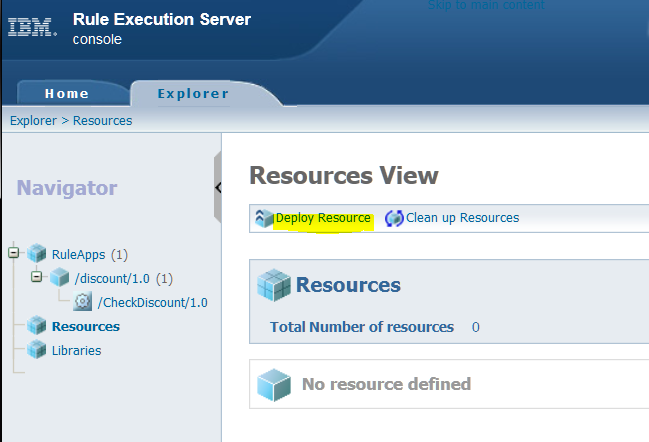 Skip to main content
IBM.
Rule Execution Server
console
Home
Explorer
Explorer > Resources
Navigator
RuleApps (1)
/discount/1.0 (1)
/CheckDiscount/1.0
Resources
Libraries
Resources View
Deploy Resource
Clean up Resources
Resources
Total Number of resources 0
No resource defined